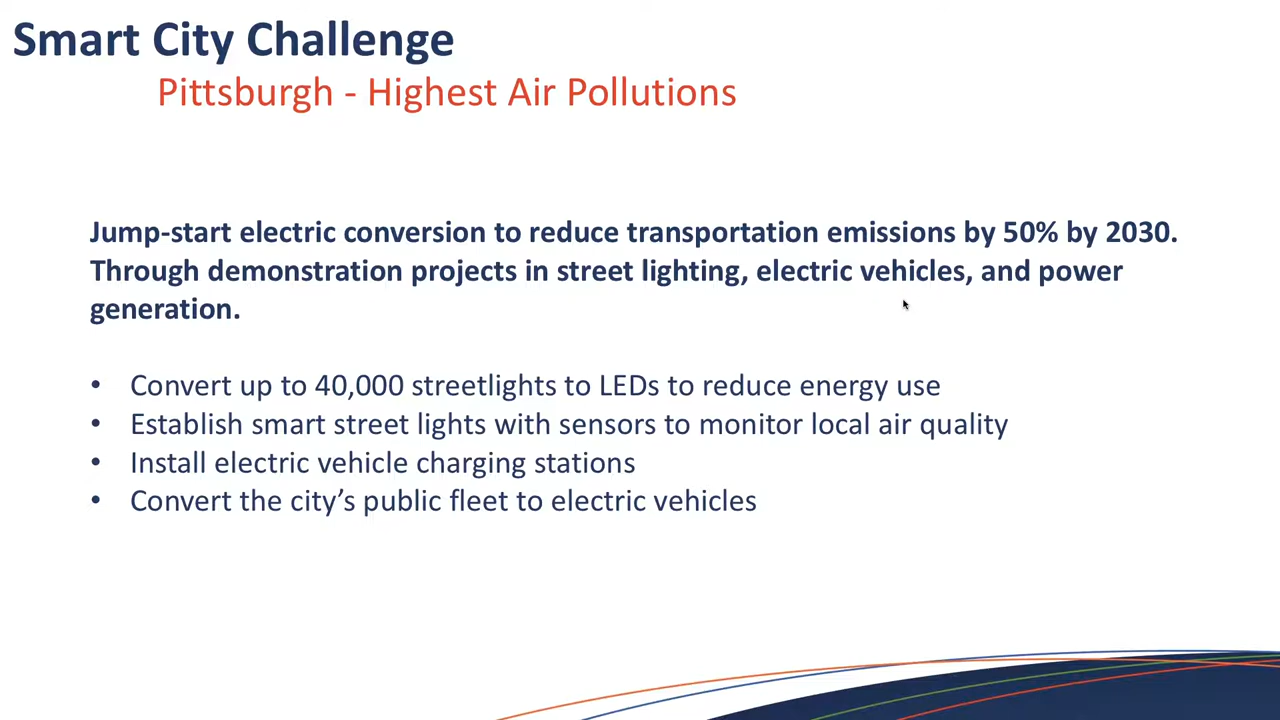 Smart City Challenge
Pittsburgh - Highest Air Pollutions
Jump-start electric conversion to reduce transportation emissions by 50% by 2030.
Through demonstration projects in street lighting, electric vehicles, and power
generation.
• Convert up to 40,000 streetlights to LEDs to reduce energy use
• Establish smart street lights with sensors to monitor local air quality
• Install electric vehicle charging stations
• Convert the city’s public fleet to electric vehicles